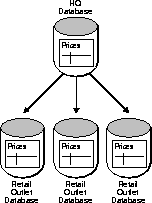 HQ
Database
Prices
Prices
Prices
Prices
Retail
Outlet
Database
Retail
Outlet
Database
Retail
Outlet
Database